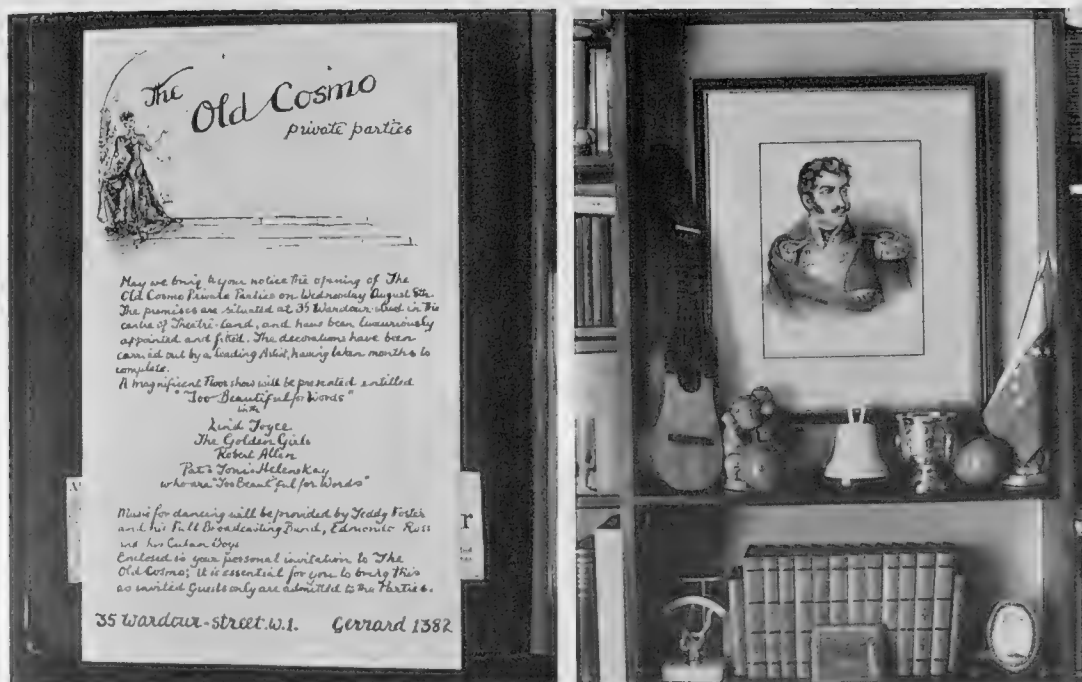 The
Old Cosmo
private parties
May we bring to your notice the opening of The
Old Cosmo Private Parties on Wednesday August 8th.
The premises are situated at 35 Wardour-street in the
centre of Theatre-Land, and have been luxuriously
appointed and fitted. The decorations have been
carried out by a leading Artist, having taken months to
complete.
A magnificent Floor show will be presented entitled
"Too Beautiful for Words"
with
Joyce
The Golden Girls
Robert Allen
who are "Too Beautiful for Words"
Music for dancing will be provided by Teddy Foster
and his Full Broadcasting Band, Edmondo Ross
and his Cuban Boys
Enclosed is your personal invitation to The
Old Cosmo; it is essential for you to bring this
as invited Guests only are admitted to the Parties.
35 Wardour-street.W.1. Gerrard 1382